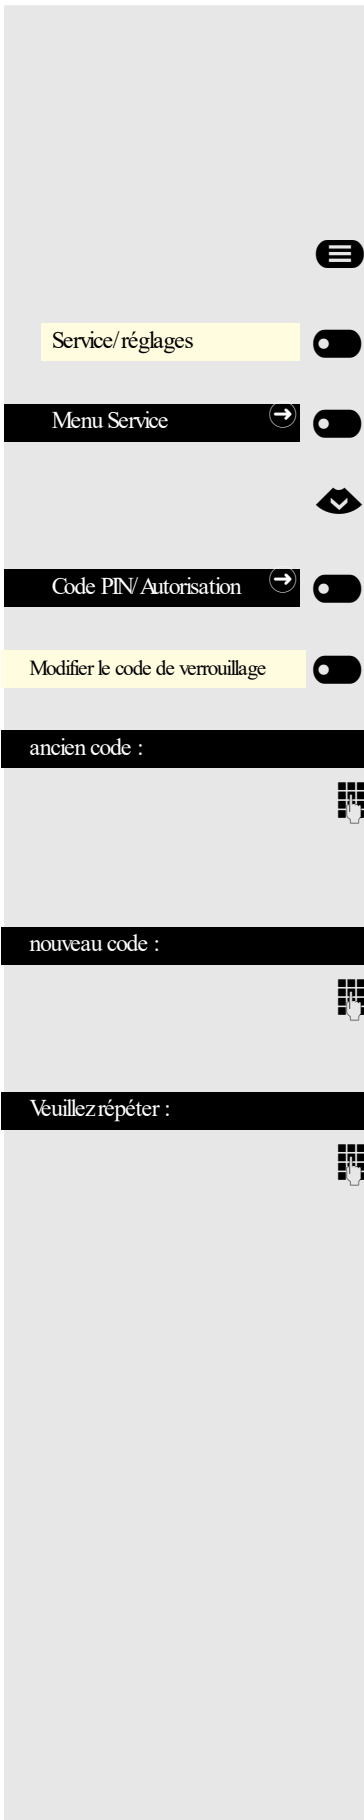 Service/réglages
Menu Service
Code PIN/Autorisation
Modifier le code de verrouillage
ancien code :
nouveau code :
Veuillez répéter :